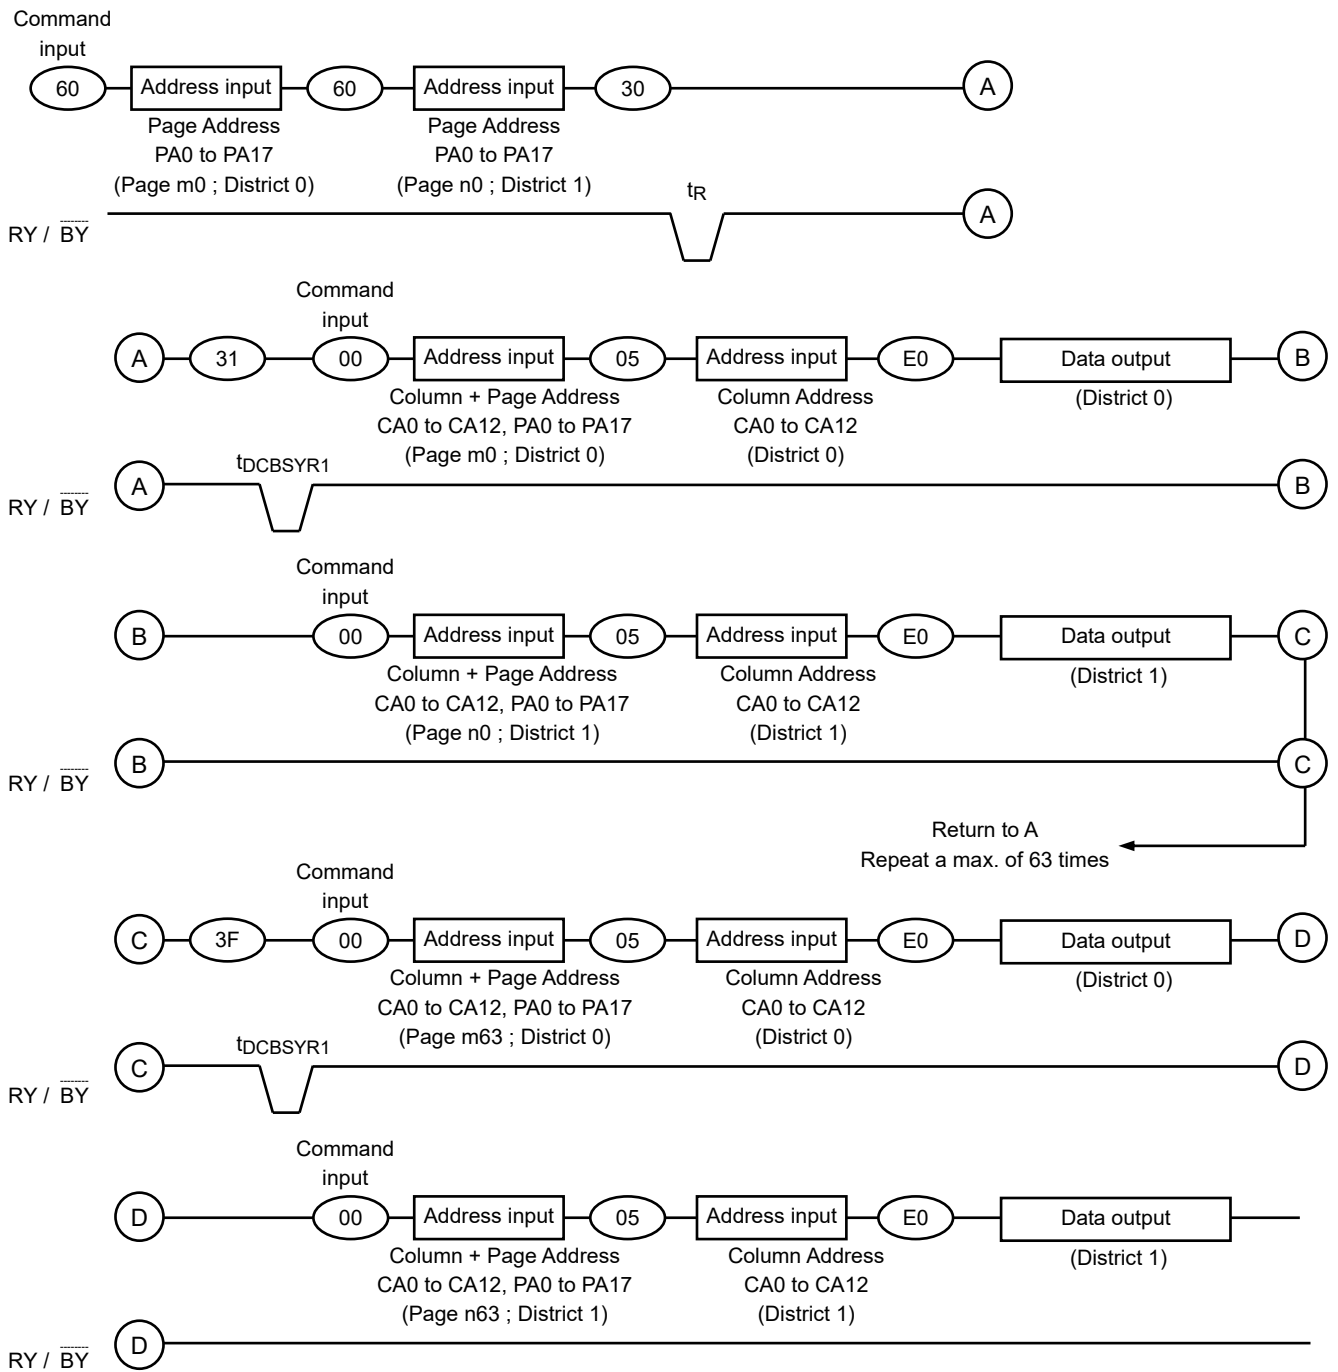 Command
input
60 Address input 60 Address input 30 A
Page Address Page Address
PA0 to PA17 PA0 to PA17
(Page m0 ; District 0) (Page n0 ; District 1)
tR
RY / BY A
Command
input
A 31 00 Address input 05 Address input E0 Data output B
Column + Page Address Column Address (District 0)
CA0 to CA12, PA0 to PA17 CA0 to CA12
(Page m0 ; District 0) (District 0)
tDCBSYR1
RY / BY A B
Command
input
B 00 Address input 05 Address input E0 Data output C
Column + Page Address Column Address (District 1)
CA0 to CA12, PA0 to PA17 CA0 to CA12
(Page n0 ; District 1) (District 1)
RY / BY B C
Return to A
Repeat a max. of 63 times
Command
input
C 3F 00 Address input 05 Address input E0 Data output D
Column + Page Address Column Address (District 0)
CA0 to CA12, PA0 to PA17 CA0 to CA12
(Page m63 ; District 0) (District 0)
tDCBSYR1
RY / BY C D
Command
input
D 00 Address input 05 Address input E0 Data output
Column + Page Address Column Address (District 1)
CA0 to CA12, PA0 to PA17 CA0 to CA12
(Page n63 ; District 1) (District 1)
RY / BY D